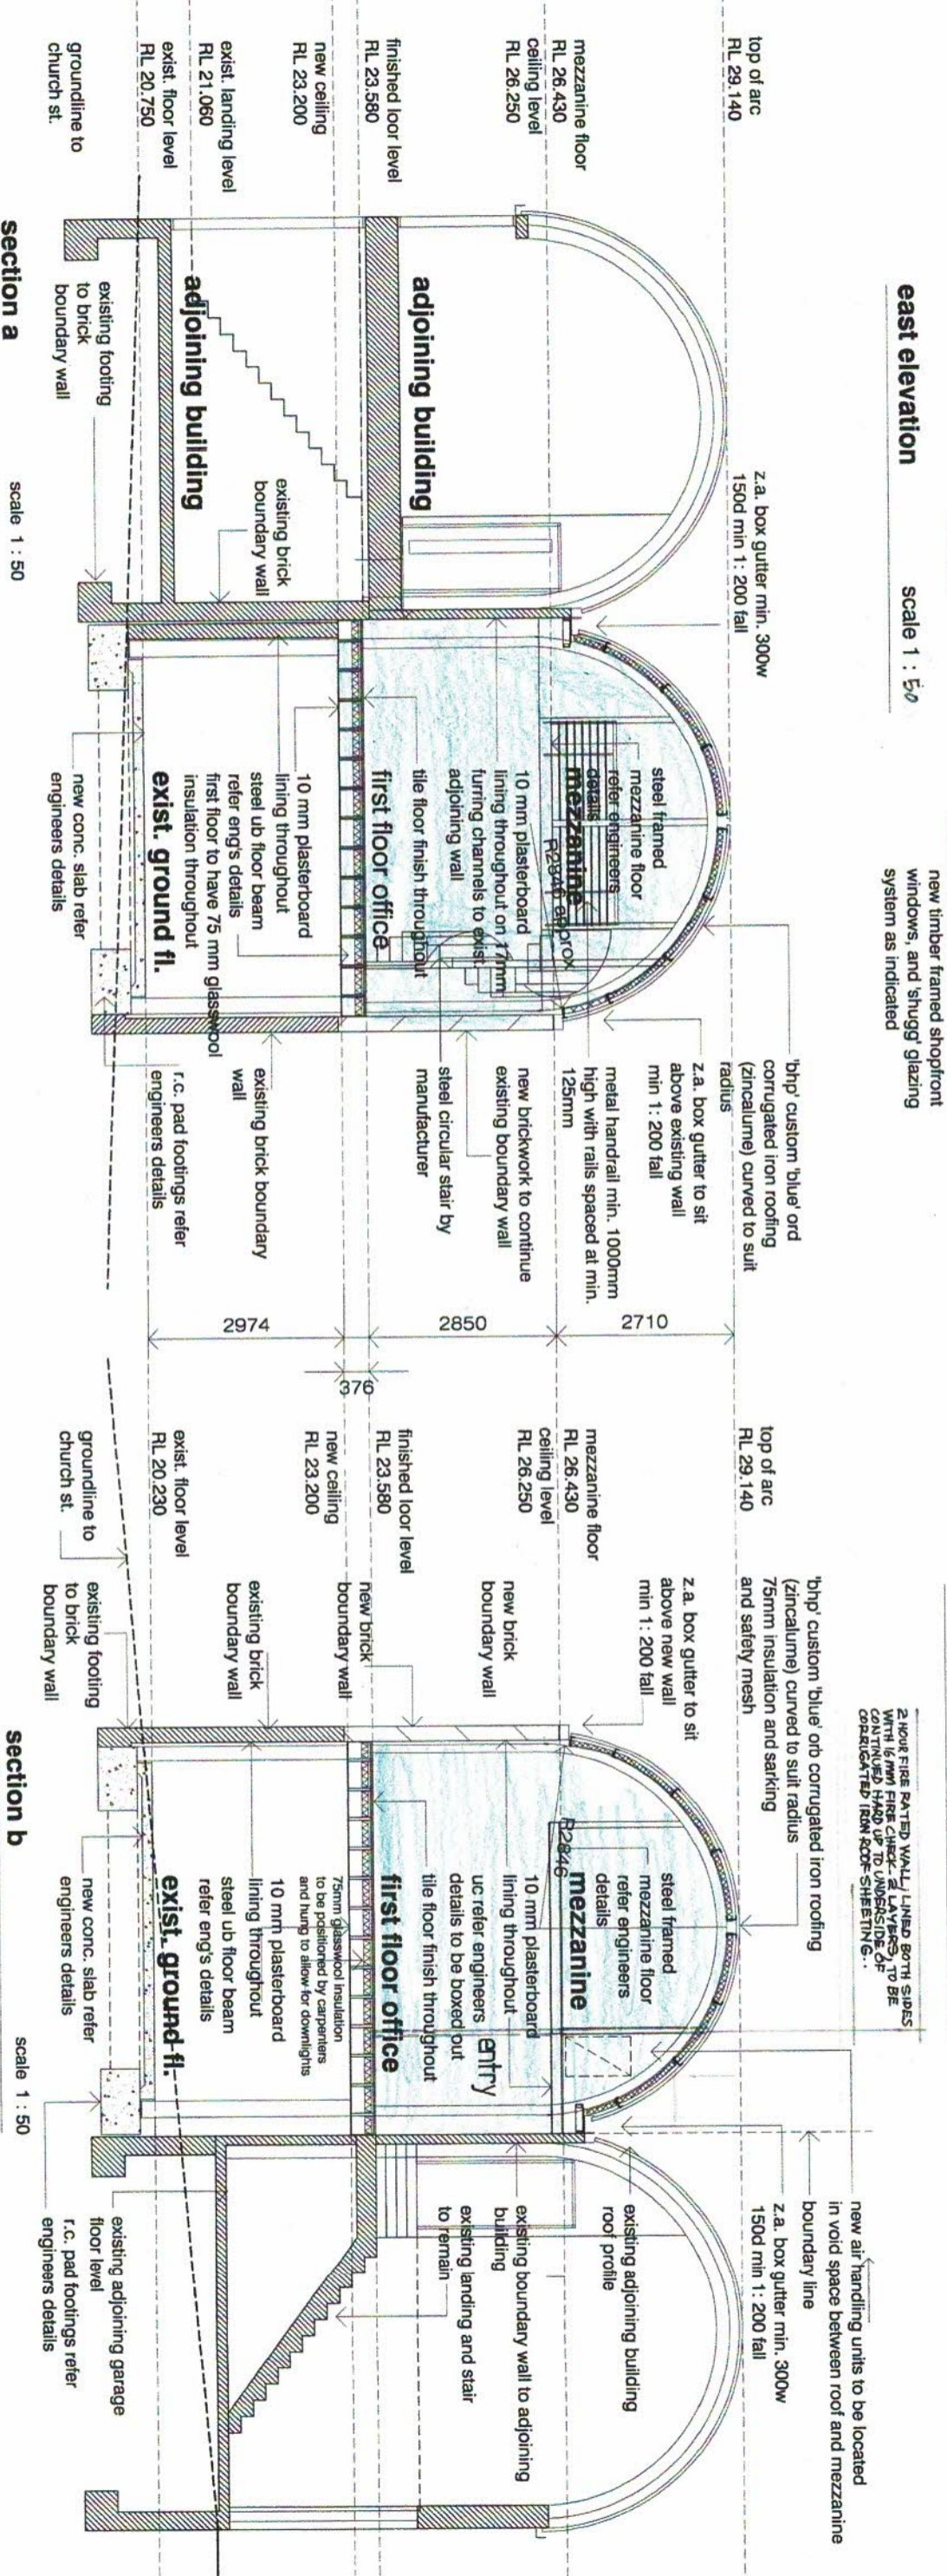 east elevation
scale 1 : 50
new timber framed shopfront
windows, and 'shugg' glazing
system as indicated
2 HOUR FIRE RATED WALL, LINED BOTH SIDES
WITH 16 MM FIRE CHECK - 2 LAYERS, TO BE
CONTINUED HARD UP TO UNDERSIDE OF
CORRUGATED IRON ROOF SHEETING..
top of arc
RL 29.140
mezzanine floor
RL 26.430
ceiling level
RL 26.250
finished loor level
RL 23.580
new ceiling
RL 23.200
exist. landing level
RL 21.060
exist. floor level
RL 20.750
groundline to
church st.
z.a. box gutter min. 300w
150d min 1: 200 fall
adjoining building
adjoining building
existing brick
boundary wall
existing footing
to brick
boundary wall
section a
scale 1 : 50
steel framed
mezzanine floor
refer engineers
details
mezzanine
R2846 approx
10 mm plasterboard
lining throughout on 17mm
furring channels to exist.
adjoining wall
tile floor finish throughout
first floor office
10 mm plasterboard
lining throughout
steel ub floor beam
refer eng's details
first floor to have 75 mm glasswool
insulation throughout
exist. ground fl.
new conc. slab refer
engineers details
'bhp' custom 'blue' ord
corrugated iron roofing
(zincalume) curved to suit
radius
z.a. box gutter to sit
above existing wall
min 1: 200 fall
metal handrail min. 1000mm
high with rails spaced at min.
125mm
new brickwork to continue
existing boundary wall
steel circular stair by
manufacturer
existing brick boundary
wall
r.c. pad footings refer
engineers details
2710
2850
376
2974
top of arc
RL 29.140
mezzanine floor
RL 26.430
ceiling level
RL 26.250
finished loor level
RL 23.580
new ceiling
RL 23.200
exist. floor level
RL 20.230
groundline to
church st.
'bhp' custom 'blue' orb corrugated iron roofing
(zincalume) curved to suit radius
75mm insulation and sarking
and safety mesh
z.a. box gutter to sit
above new wall
min 1: 200 fall
new brick
boundary wall
new brick
boundary wall
existing brick
boundary wall
existing footing
to brick
boundary wall
section b
scale 1 : 50
steel framed
mezzanine floor
refer engineers
details
R2846
mezzanine
10 mm plasterboard
lining throughout
uc refer engineers
details to be boxed out
entry
tile floor finish throughout
first floor office
75mm glasswool insulation
to be positioned by carpenters
and hung to allow for downlights
10 mm plasterboard
lining throughout
steel ub floor beam
refer eng's details
exist. ground fl.
new conc. slab refer
engineers details
new air handling units to be located
in void space between roof and mezzanine
boundary line
z.a. box gutter min. 300w
150d min 1: 200 fall
existing adjoining building
roof profile
existing boundary wall to adjoining
building
existing landing and stair
to remain
existing adjoining garage
floor level
r.c. pad footings refer
engineers details